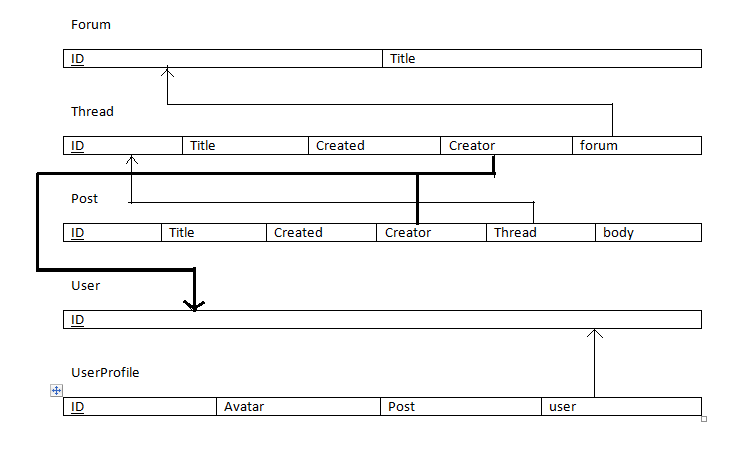 Forum
ID Title
Thread
ID Title Created Creator forum
Post
ID Title Created Creator Thread body
User
ID
UserProfile
ID Avatar Post user